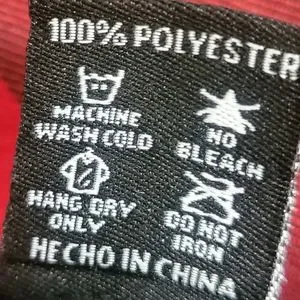 100% POLYESTER
MACHINE
WASH COLD
NO
BLEACH
HANG DRY
ONLY
DO NOT
IRON
HECHO IN CHINA